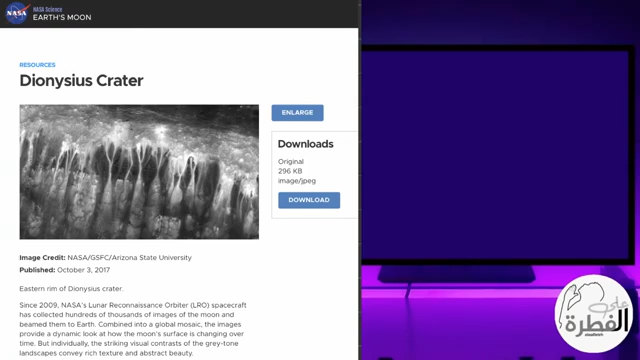 NASA
NASA Science
EARTH'S MOON
RESOURCES
Dionysius Crater
ENLARGE
Downloads
Original
296 KB
image/jpeg
DOWNLOAD
Image Credit: NASA/GSFC/Arizona State University
Published: October 3, 2017
Eastern rim of Dionysius crater.
Since 2009, NASA's Lunar Reconnaissance Orbiter (LRO) spacecraft
has collected hundreds of thousands of images of the moon and
beamed them to Earth. Combined into a global mosaic, the images
provide a dynamic look at how the moon's surface is changing over
time. But individually, the striking visual contrasts of the grey-tone
landscapes convey rich texture and abstract beauty.
على
الفطرة